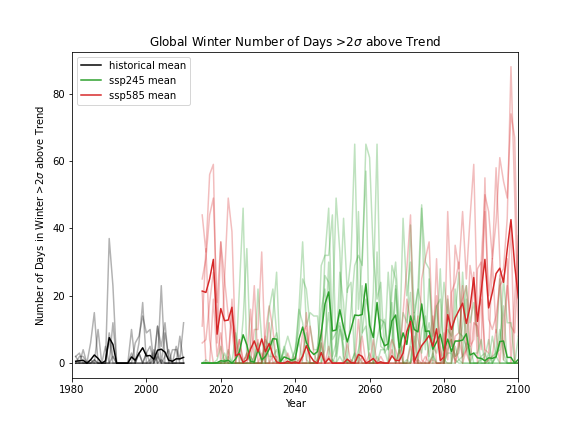 Global Winter Number of Days >2σ above Trend
historical mean
ssp245 mean
ssp585 mean
Number of Days in Winter >2σ above Trend
80
60
40
20
0
1980 2000 2020 2040 2060 2080 2100
Year